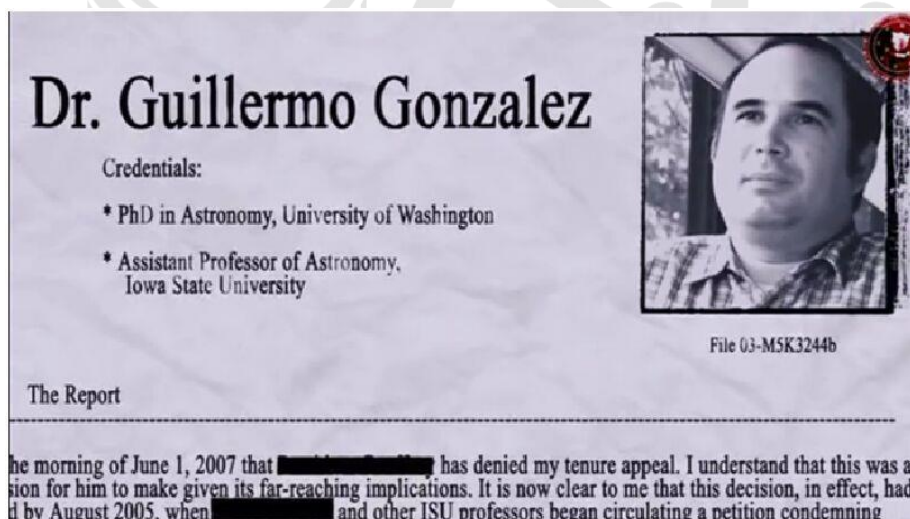 Dr. Guillermo Gonzalez
Credentials:
* PhD in Astronomy, University of Washington
* Assistant Professor of Astronomy,
Iowa State University
File 03-M5K3244b
The Report
he morning of June 1, 2007 that has denied my tenure appeal. I understand that this was a
sion for him to make given its far-reaching implications. It is now clear to me that this decision, in effect, had
d by August 2005, when and other ISU professors began circulating a petition condemning